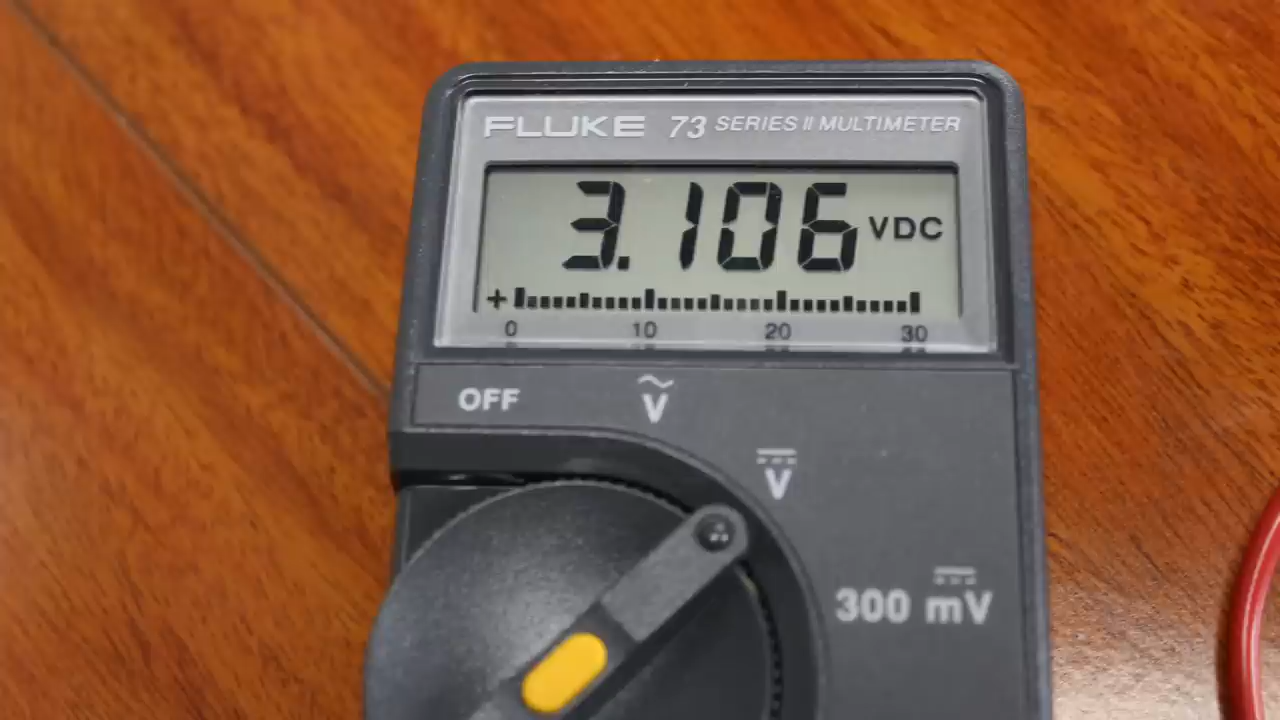 FLUKE 73 SERIES II MULTIMETER
3.106 VDC
+
0 10 20 30
OFF
V
V
300 mV